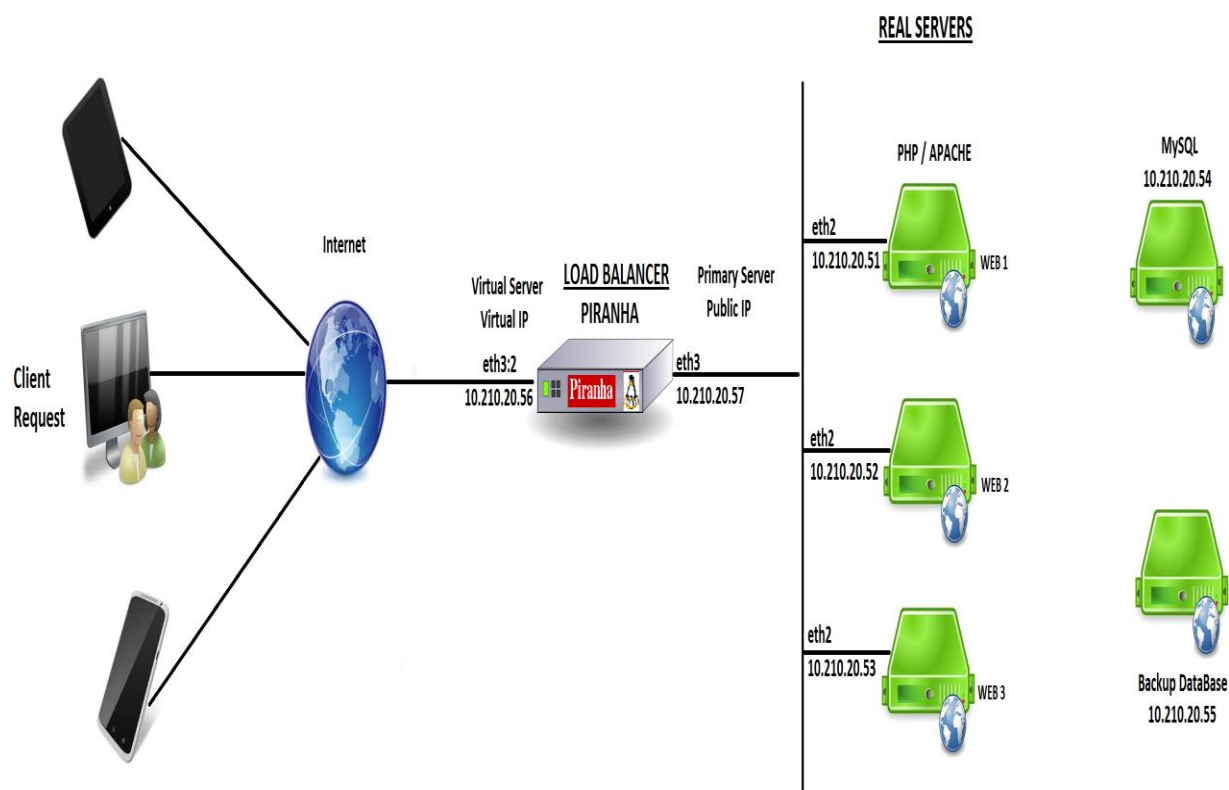 REAL SERVERS
PHP / APACHE
MySQL
10.210.20.54
eth2
10.210.20.51
WEB 1
Internet
Virtual Server
Virtual IP
LOAD BALANCER
PIRANHA
Primary Server
Public IP
eth3:2
10.210.20.56
Piranha
eth3
10.210.20.57
Client
Request
eth2
10.210.20.52
WEB 2
eth2
10.210.20.53
WEB 3
Backup DataBase
10.210.20.55